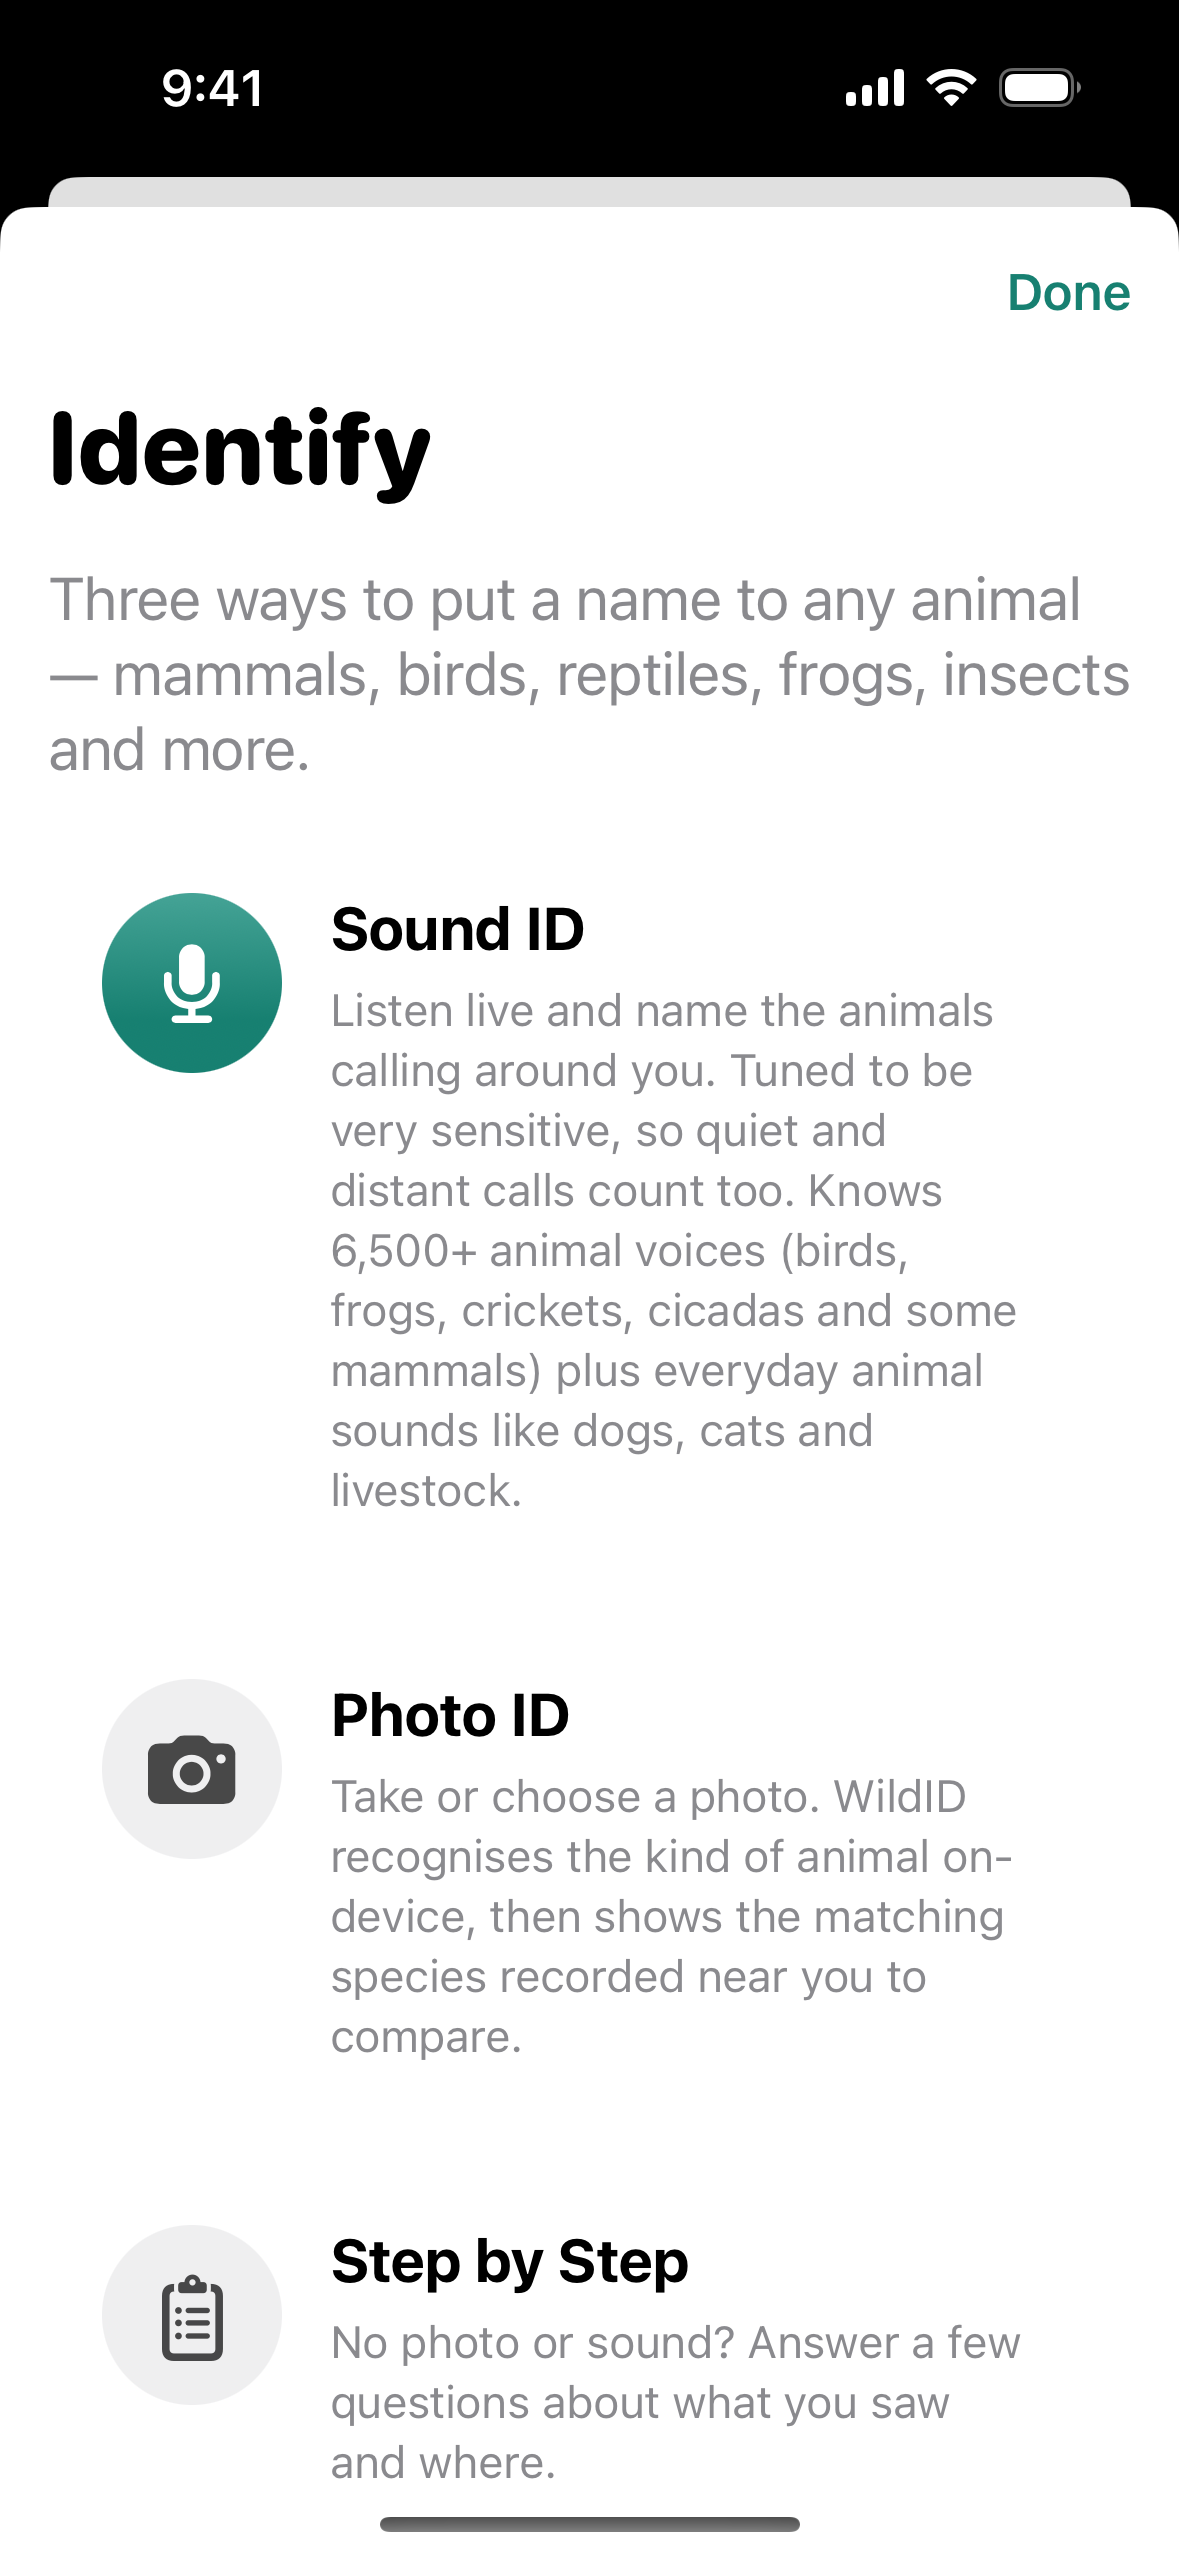 9:41
Done
Identify
Three ways to put a name to any animal
— mammals, birds, reptiles, frogs, insects
and more.
Sound ID
Listen live and name the animals
calling around you. Tuned to be
very sensitive, so quiet and
distant calls count too. Knows
6,500+ animal voices (birds,
frogs, crickets, cicadas and some
mammals) plus everyday animal
sounds like dogs, cats and
livestock.
Photo ID
Take or choose a photo. WildID
recognises the kind of animal on-
device, then shows the matching
species recorded near you to
compare.
Step by Step
No photo or sound? Answer a few
questions about what you saw
and where.